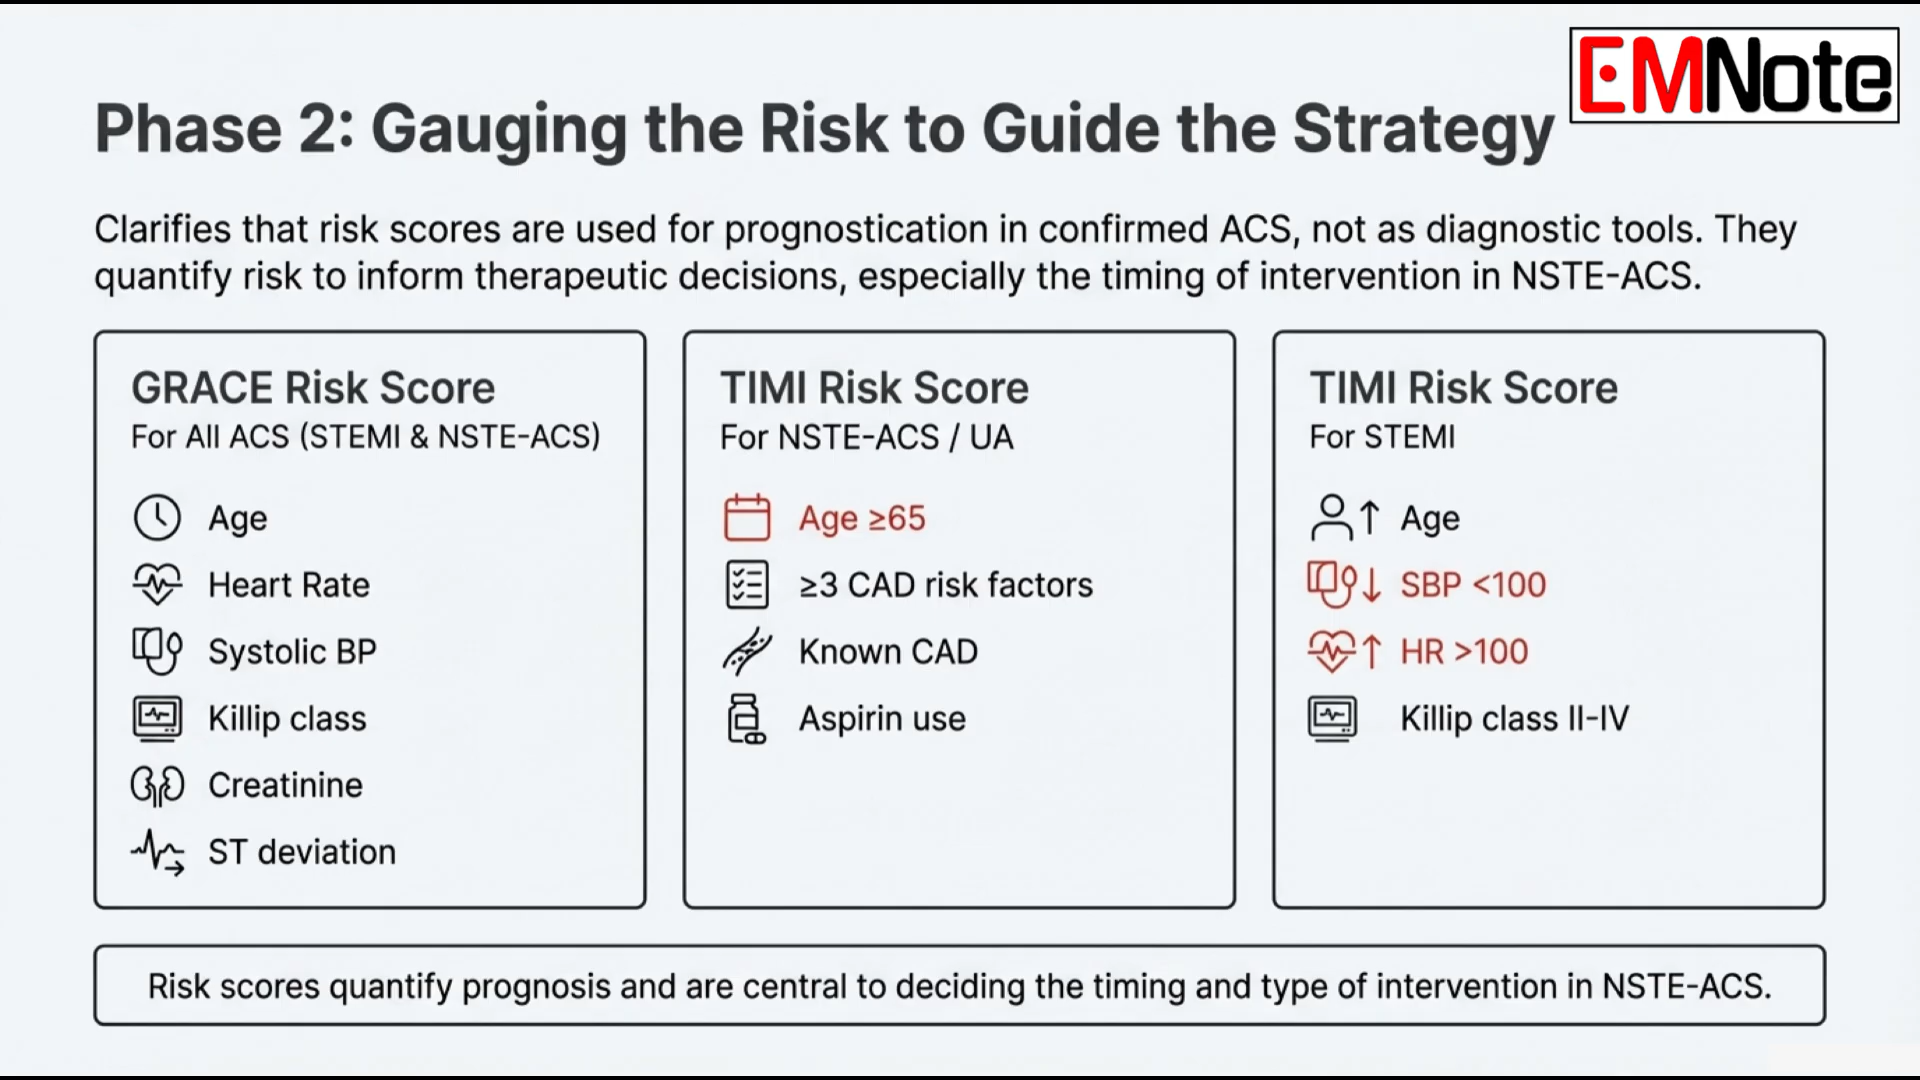 EMNote
Phase 2: Gauging the Risk to Guide the Strategy
Clarifies that risk scores are used for prognostication in confirmed ACS, not as diagnostic tools. They
quantify risk to inform therapeutic decisions, especially the timing of intervention in NSTE-ACS.
GRACE Risk Score
For All ACS (STEMI & NSTE-ACS)
Age
Heart Rate
Systolic BP
Killip class
Creatinine
ST deviation
TIMI Risk Score
For NSTE-ACS / UA
Age ≥65
≥3 CAD risk factors
Known CAD
Aspirin use
TIMI Risk Score
For STEMI
↑ Age
↓ SBP <100
↑ HR >100
Killip class II-IV
Risk scores quantify prognosis and are central to deciding the timing and type of intervention in NSTE-ACS.